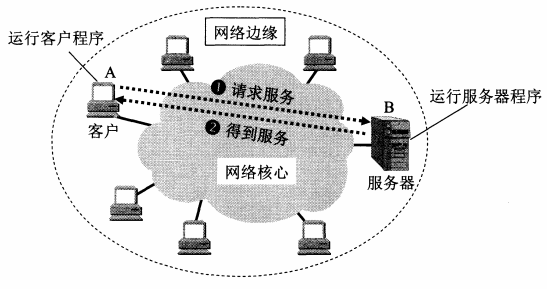 网络边缘
运行客户程序
A
❶ 请求服务
B
运行服务器程序
客户
❷ 得到服务
网络核心
服务器